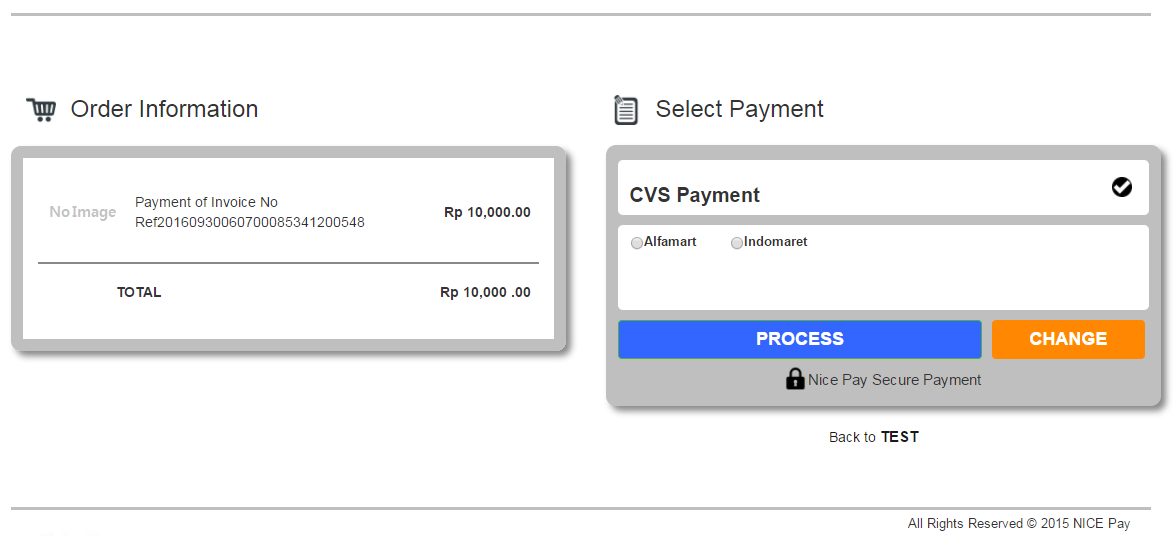 Order Information
No Image
Payment of Invoice No
Ref20160930060700085341200548
Rp 10,000.00
TOTAL
Rp 10,000 .00
Select Payment
CVS Payment
Alfamart
Indomaret
PROCESS
CHANGE
Nice Pay Secure Payment
Back to TEST
All Rights Reserved © 2015 NICE Pay